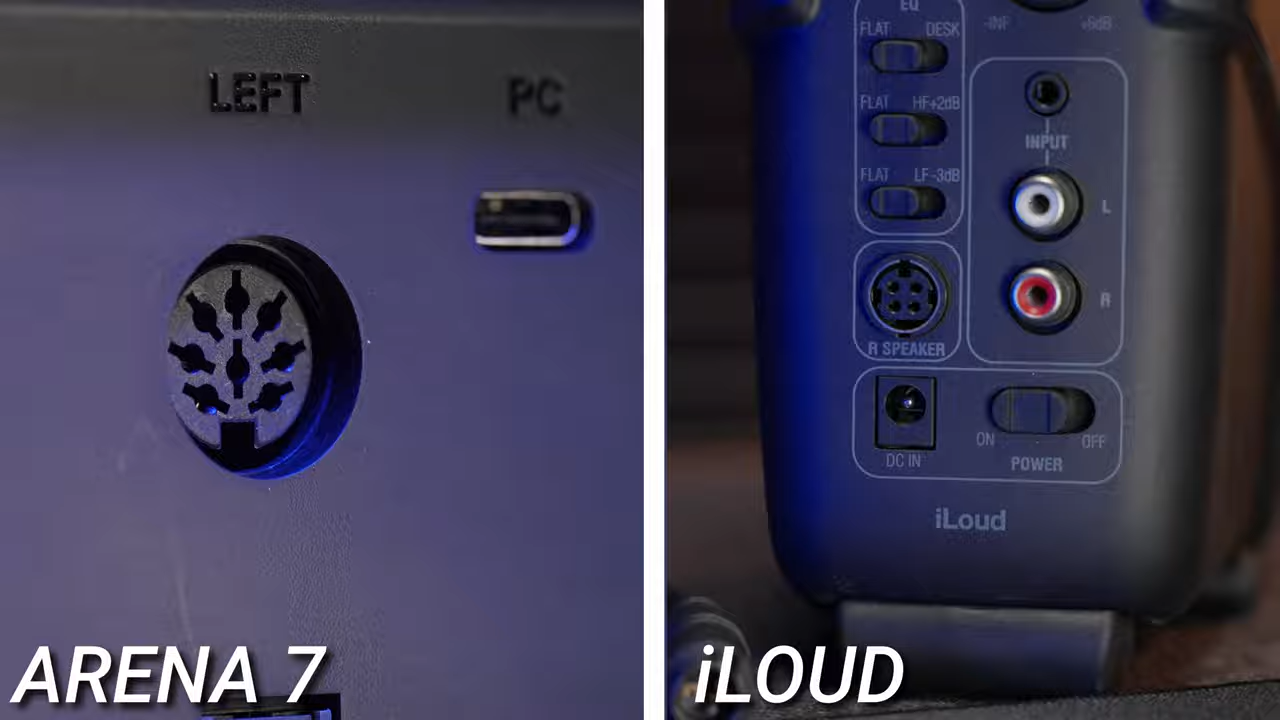 LEFT
PC
ARENA 7
EQ
FLAT DESK
FLAT HF+2dB
FLAT LF-3dB
R SPEAKER
-INF +6dB
INPUT
L
R
DC IN
ON OFF
POWER
iLoud
iLOUD